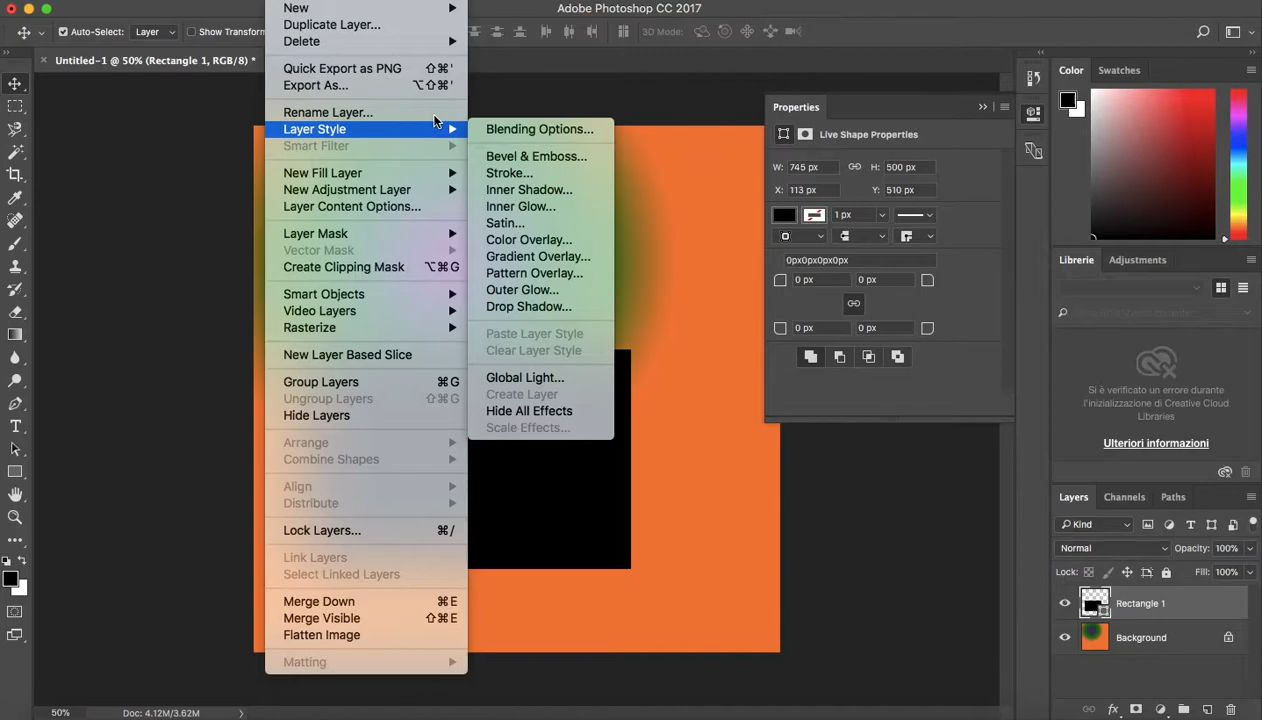 Adobe Photoshop CC 2017
Auto-Select: Layer Show Transform
3D Mode:
Untitled-1 @ 50% (Rectangle 1, RGB/8) *
New
Duplicate Layer...
Delete
Quick Export as PNG ⇧⌘'
Export As... ⌥⇧⌘'
Rename Layer...
Layer Style
Smart Filter
New Fill Layer
New Adjustment Layer
Layer Content Options...
Layer Mask
Vector Mask
Create Clipping Mask ⌥⌘G
Smart Objects
Video Layers
Rasterize
New Layer Based Slice
Group Layers ⌘G
Ungroup Layers ⇧⌘G
Hide Layers
Arrange
Combine Shapes
Align
Distribute
Lock Layers... ⌘/
Link Layers
Select Linked Layers
Merge Down ⌘E
Merge Visible ⇧⌘E
Flatten Image
Matting
Blending Options...
Bevel & Emboss...
Stroke...
Inner Shadow...
Inner Glow...
Satin...
Color Overlay...
Gradient Overlay...
Pattern Overlay...
Outer Glow...
Drop Shadow...
Paste Layer Style
Clear Layer Style
Global Light...
Create Layer
Hide All Effects
Scale Effects...
Properties
Live Shape Properties
W: 745 px H: 500 px
X: 113 px Y: 510 px
1 px
0px0px0px0px
0 px 0 px
0 px 0 px
Color Swatches
Librerie Adjustments
Si è verificato un errore durante
l'inizializzazione di Creative Cloud
Libraries
Ulteriori informazioni
Layers Channels Paths
Kind
Normal Opacity: 100%
Lock: Fill: 100%
Rectangle 1
Background
50% Doc: 4.12M/3.62M